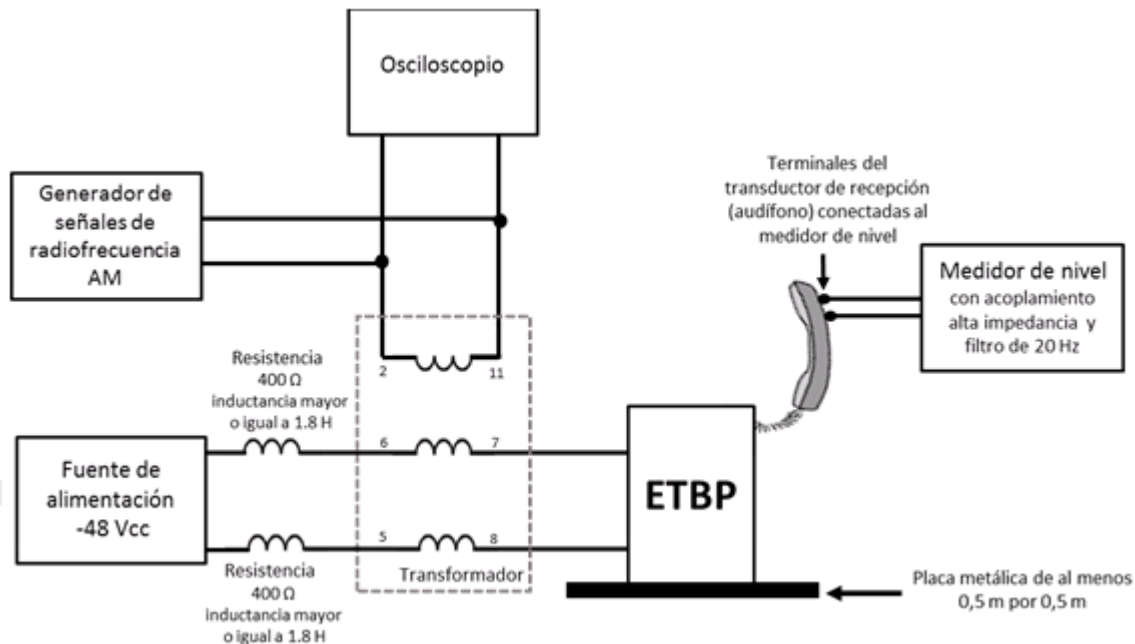 Osciloscopio
Generador de
señales de
radiofrecuencia
AM
Terminales del
transductor de recepción
(audífono) conectadas al
medidor de nivel
Medidor de nivel
con acoplamiento
alta impedancia y
filtro de 20 Hz
2
11
Resistencia
400 Ω
inductancia mayor
o igual a 1.8 H
6
7
Fuente de
alimentación
-48 Vcc
ETBP
5
8
Transformador
Resistencia
400 Ω
inductancia mayor
o igual a 1.8 H
Placa metálica de al menos
0,5 m por 0,5 m